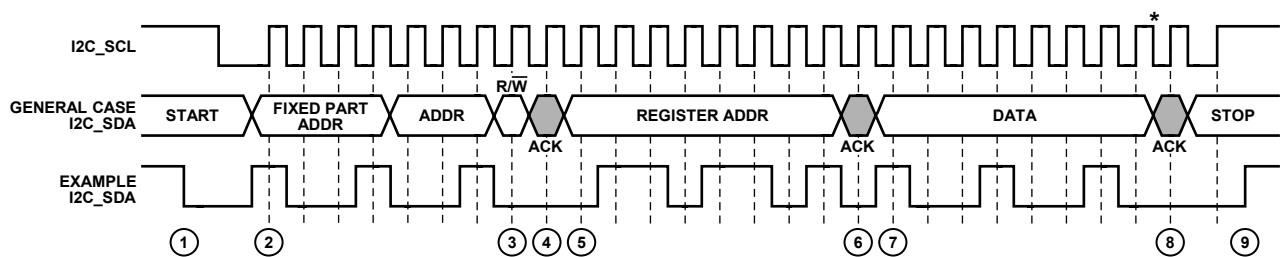 *
I2C_SCL
R/W
GENERAL CASE
I2C_SDA
START
FIXED PART
ADDR
ADDR
REGISTER ADDR
DATA
STOP
ACK
ACK
ACK
EXAMPLE
I2C_SDA
1 2 3 4 5 6 7 8 9